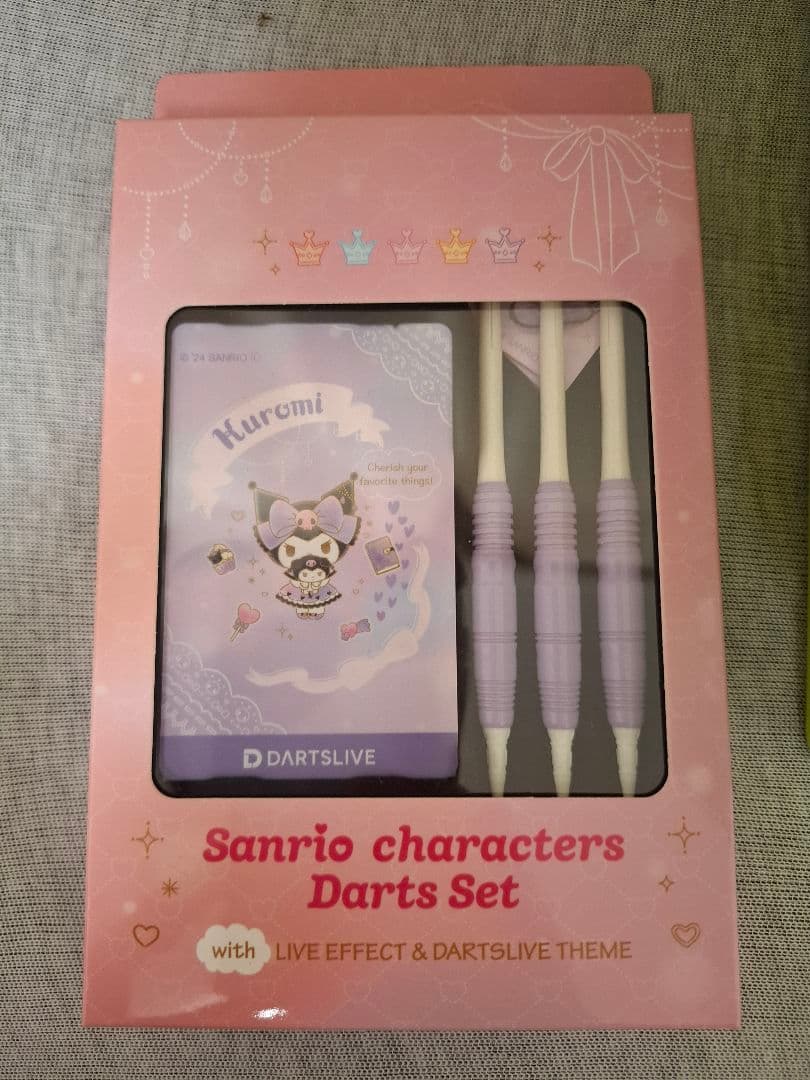 © '24 SANRIO
Kuromi
Cherish your
favorite things!
DARTSLIVE
Sanrio characters
Darts Set
with LIVE EFFECT & DARTSLIVE THEME